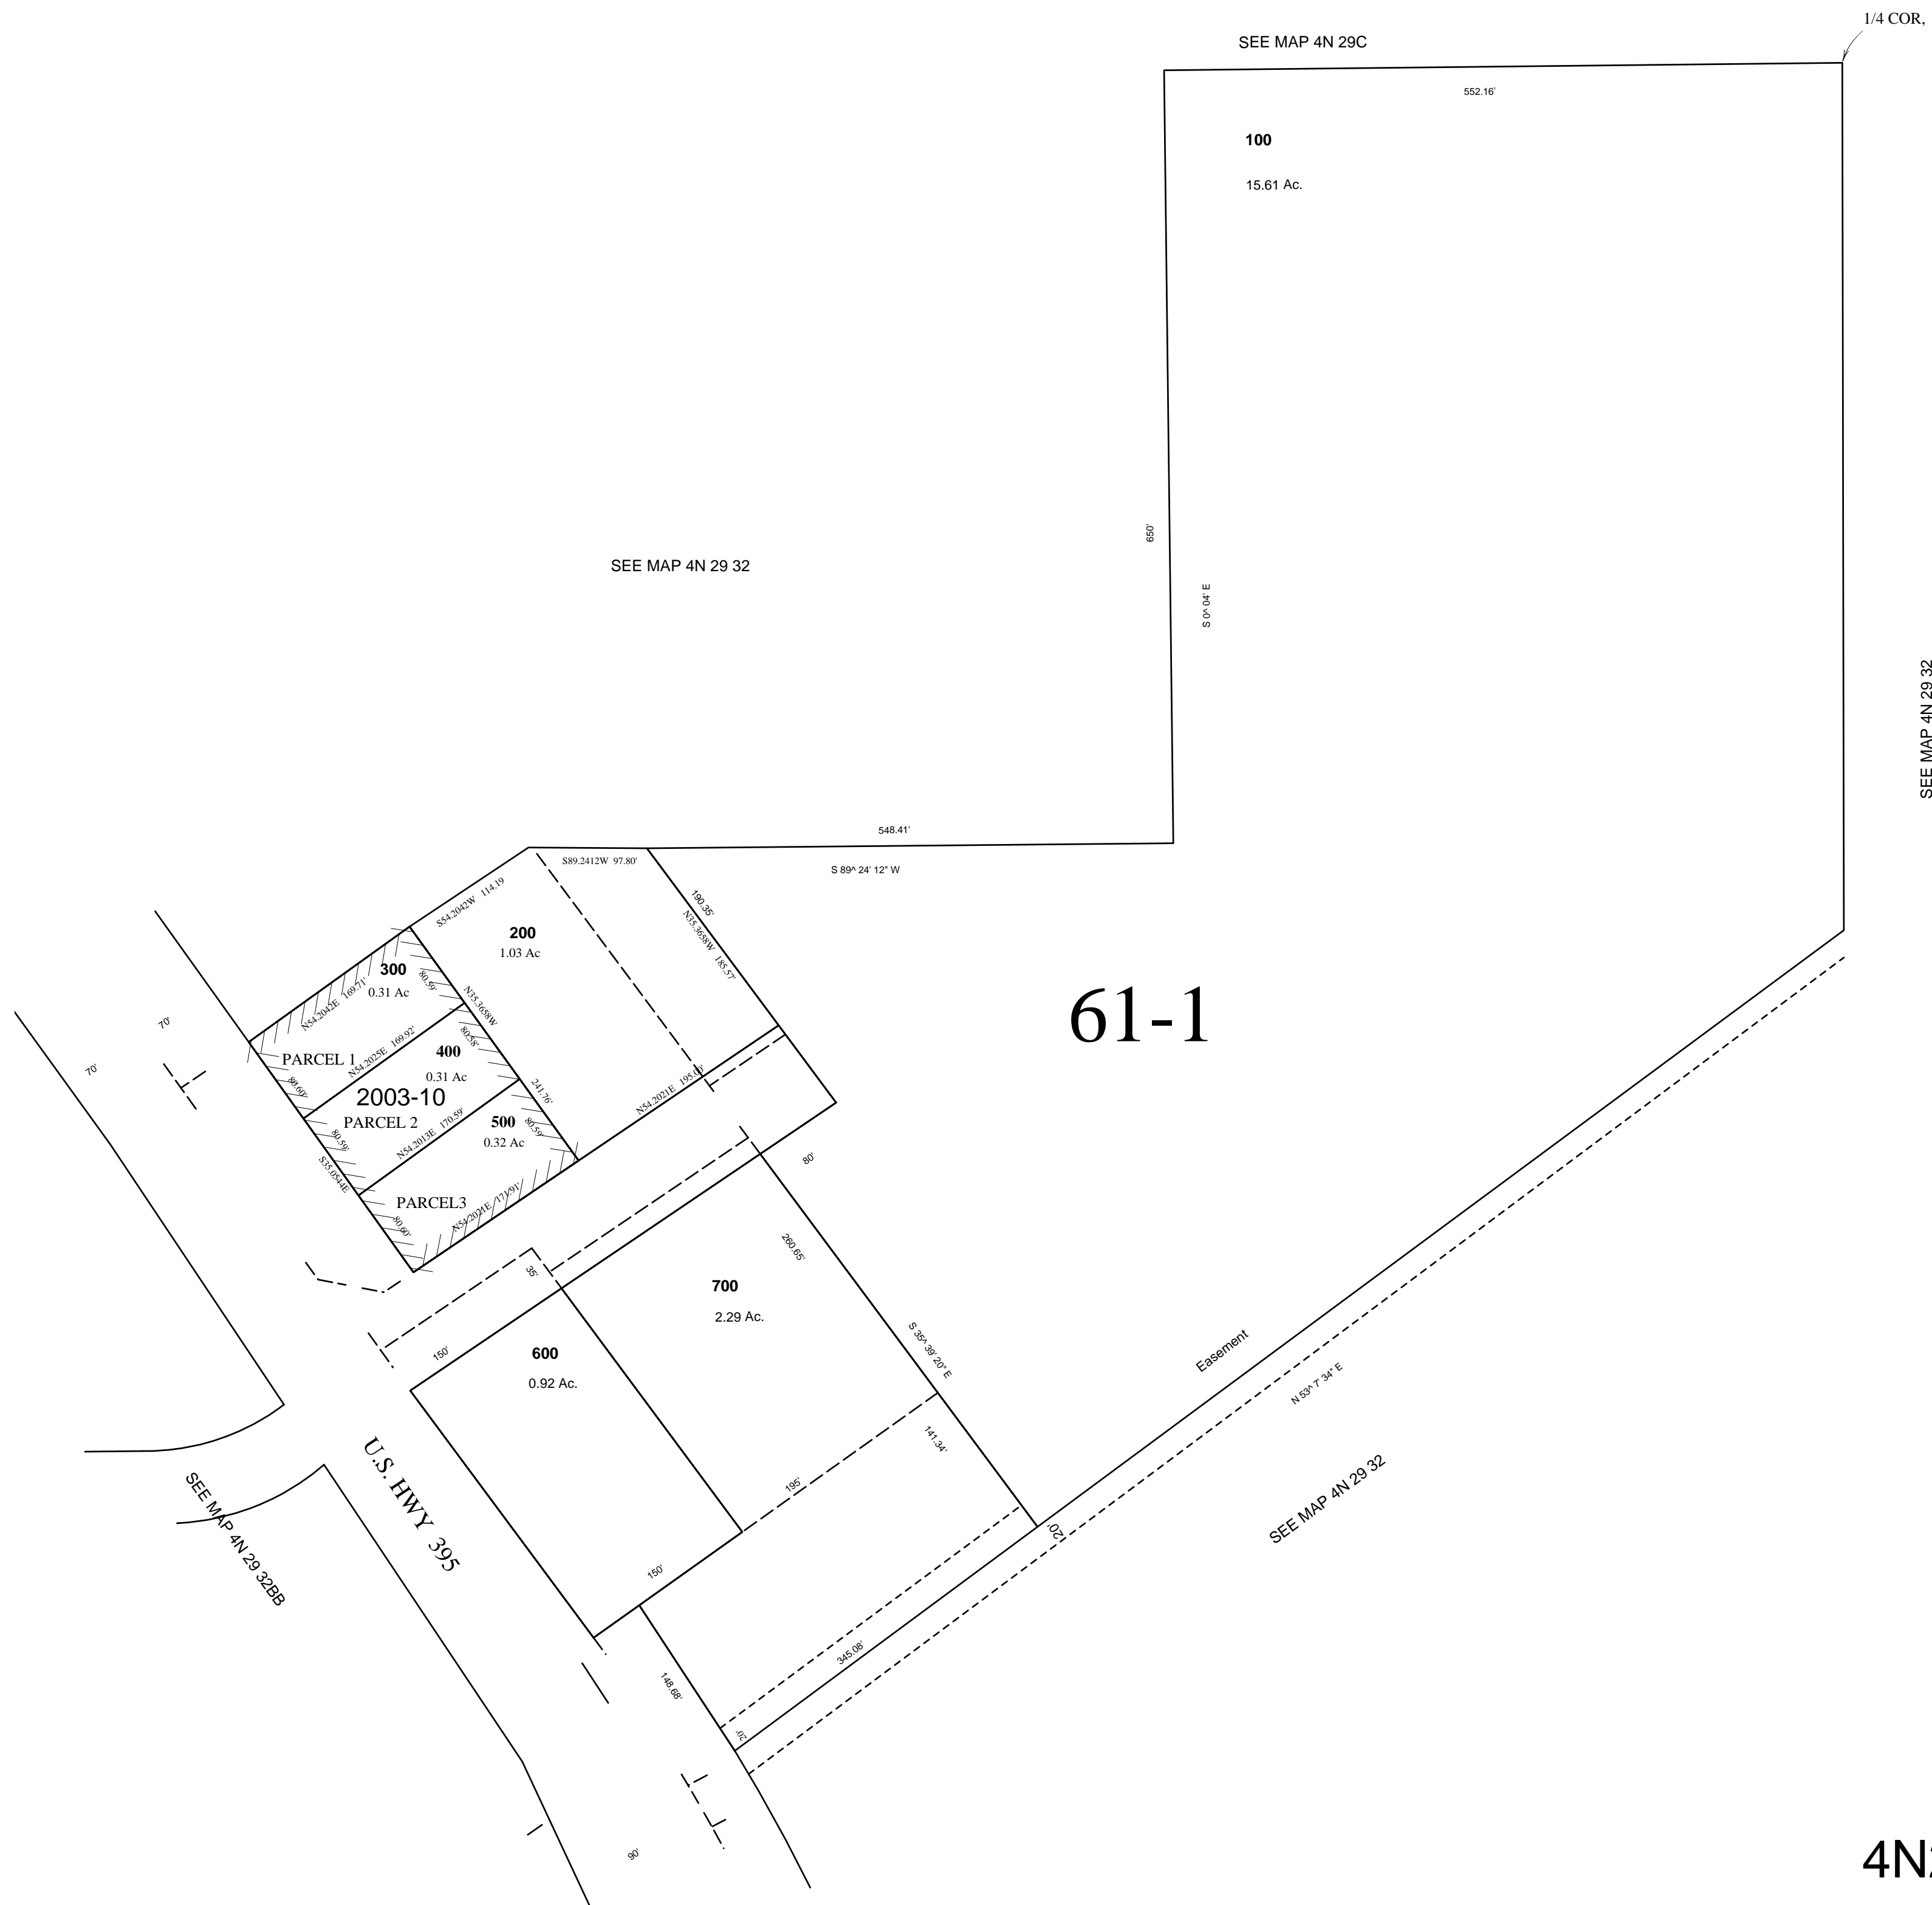 1/4 COR,
SEE MAP 4N 29C
552.16'
100
15.61 Ac.
650'
S 0^ 04' E
SEE MAP 4N 29 32
SEE MAP 4N 29 32
548.41'
S 89^ 24' 12" W
S89.2412W 97.80'
S54.2042W 114.19
190.35'
N35.3658W 185.57'
200
1.03 Ac
300
0.31 Ac
80.59'
N54.2042E 169.71'
N35.3658W
61-1
70'
70'
PARCEL 1
N54.2025E 169.92'
80.58'
400
0.31 Ac
80.60'
2003-10
PARCEL 2
241.76'
N54.2021E
500
0.32 Ac
80.59'
80.59'
N54.2013E 170.59'
S35.0544E
PARCEL3
N54.2021E 171.91'
80.60'
80'
35'
260.65'
700
2.29 Ac.
600
0.92 Ac.
150'
S 35^ 39' 20" E
Easement
N 53^ 7' 34" E
141.34'
195'
U.S. HWY 395
SEE MAP 4N 29 32BB
SEE MAP 4N 29 32
20'
150'
345.08'
148.68'
20'
90'